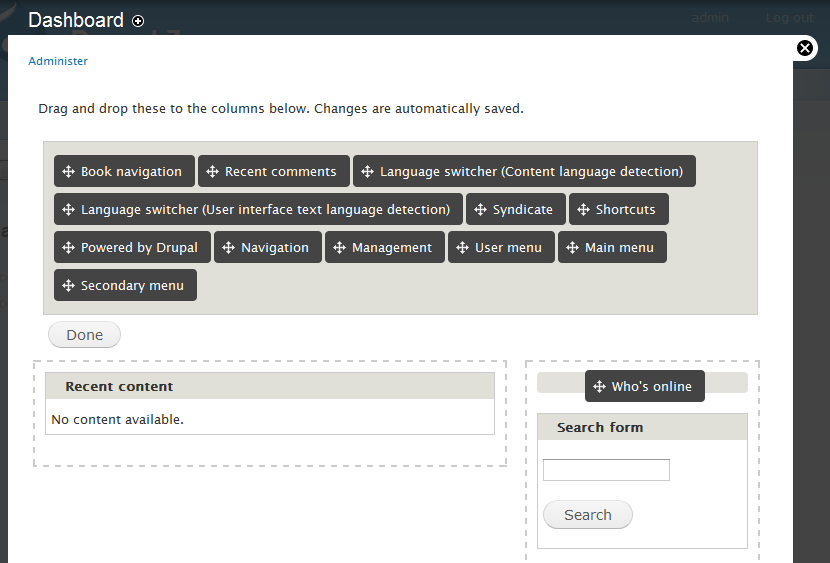 Dashboard
admin Log out
Administer
Drag and drop these to the columns below. Changes are automatically saved.
Book navigation Recent comments Language switcher (Content language detection)
Language switcher (User interface text language detection) Syndicate Shortcuts
Powered by Drupal Navigation Management User menu Main menu
Secondary menu
Done
Recent content
No content available.
Who's online
Search form
Search